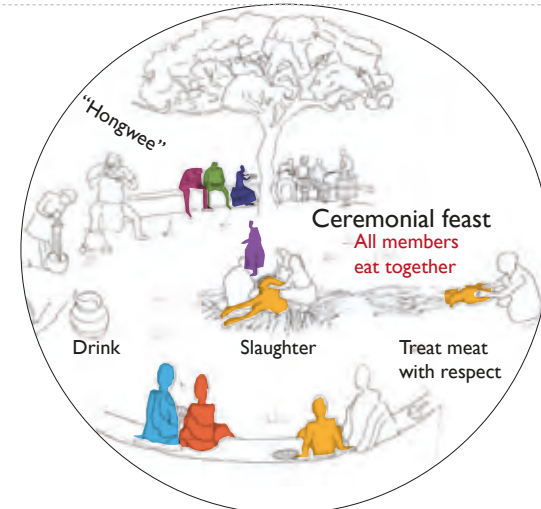 “Hongwee”
Ceremonial feast
All members
eat together
Drink
Slaughter
Treat meat
with respect